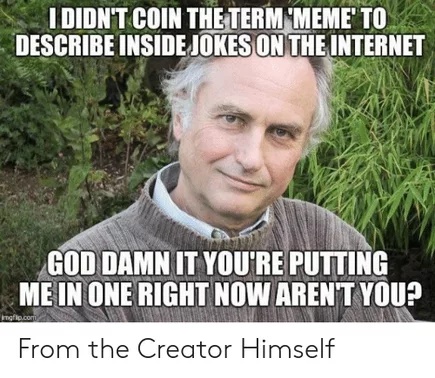 I DIDN'T COIN THE TERM 'MEME' TO
DESCRIBE INSIDE JOKES ON THE INTERNET
GOD DAMN IT YOU'RE PUTTING
ME IN ONE RIGHT NOW AREN'T YOU?
imgflip.com
From the Creator Himself